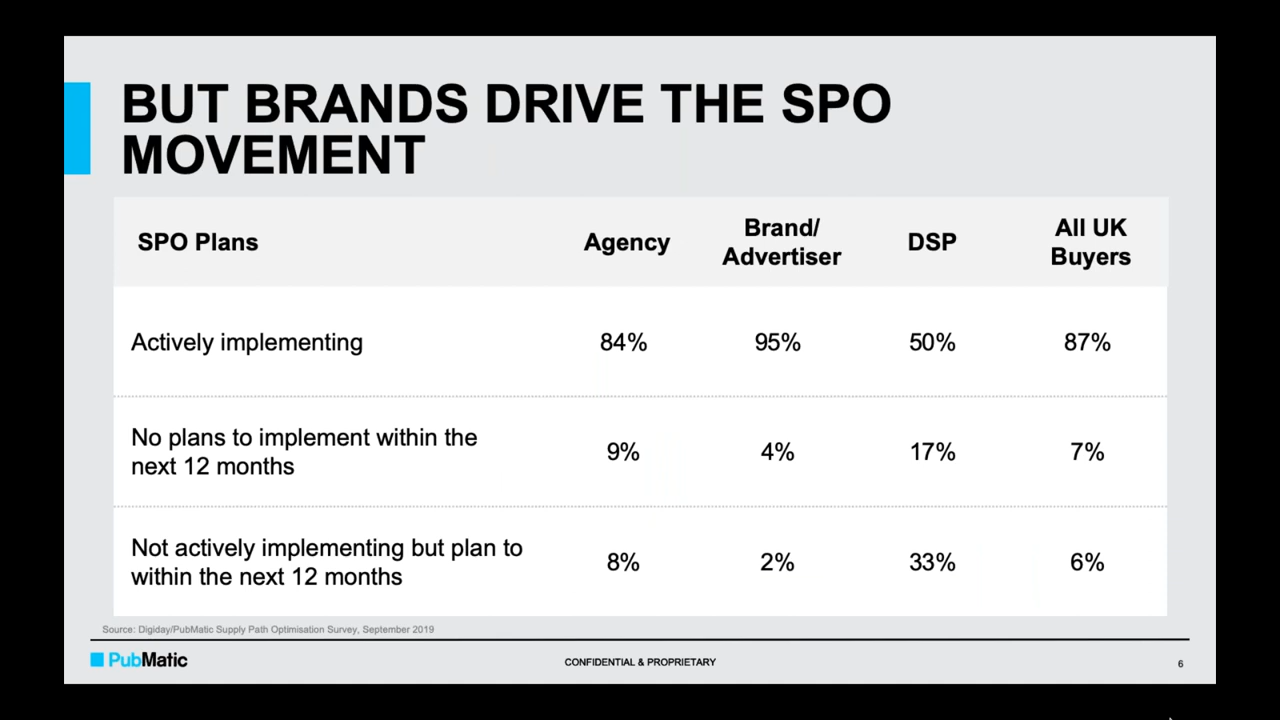 BUT BRANDS DRIVE THE SPO
MOVEMENT
SPO Plans Agency Brand/ Advertiser DSP All UK Buyers
Actively implementing 84% 95% 50% 87%
No plans to implement within the
next 12 months 9% 4% 17% 7%
Not actively implementing but plan to
within the next 12 months 8% 2% 33% 6%
Source: Digiday/PubMatic Supply Path Optimisation Survey, September 2019
PubMatic CONFIDENTIAL & PROPRIETARY 6